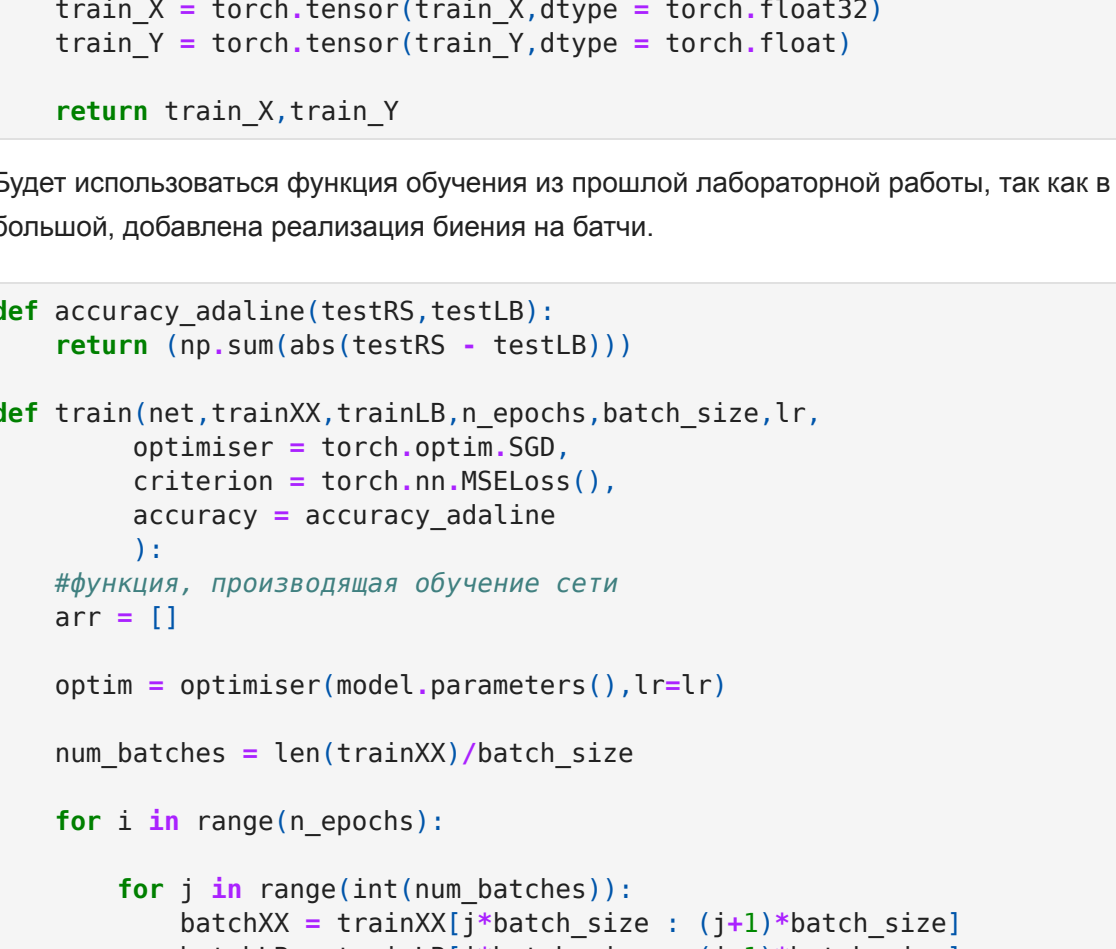 train_X = torch.tensor(train_X,dtype = torch.float32)
train_Y = torch.tensor(train_Y,dtype = torch.float)
return train_X,train_Y
Будет использоваться функция обучения из прошлой лабораторной работы, так как в
большой, добавлена реализация биения на батчи.
def accuracy_adaline(testRS,testLB):
return (np.sum(abs(testRS - testLB)))
def train(net,trainXX,trainLB,n_epochs,batch_size,lr,
optimiser = torch.optim.SGD,
criterion = torch.nn.MSELoss(),
accuracy = accuracy_adaline
):
#функция, производящая обучение сети
arr = []
optim = optimiser(model.parameters(),lr=lr)
num_batches = len(trainXX)/batch_size
for i in range(n_epochs):
for j in range(int(num_batches)):
batchXX = trainXX[j*batch_size : (j+1)*batch_size]